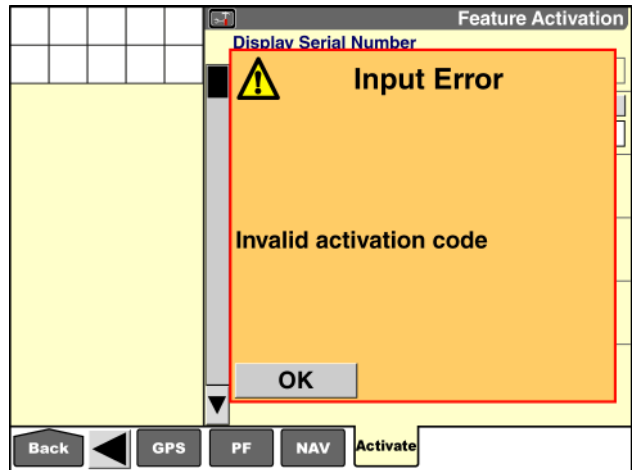 Feature Activation
Display Serial Number
Input Error
Invalid activation code
OK
Back
GPS
PF
NAV
Activate